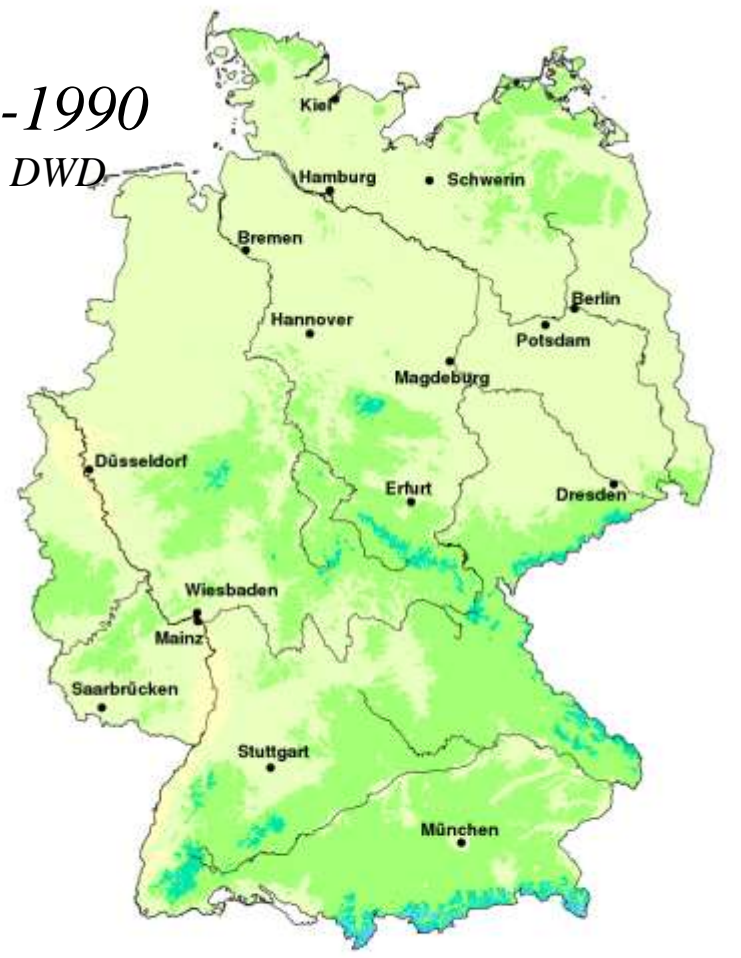 -1990
DWD
Kiel
Hamburg
Schwerin
Bremen
Berlin
Hannover
Potsdam
Magdeburg
Düsseldorf
Erfurt
Dresden
Wiesbaden
Mainz
Saarbrücken
Stuttgart
München